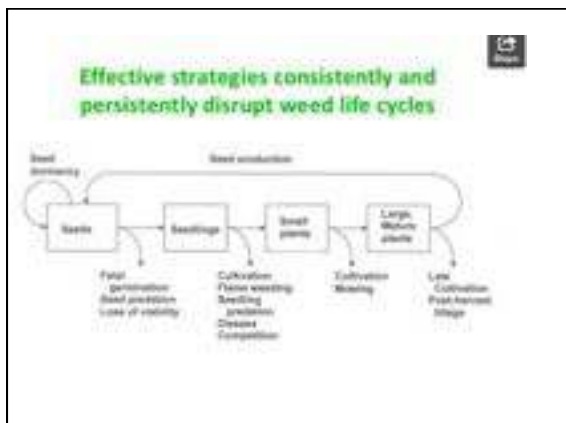 Share
Effective strategies consistently and
persistently disrupt weed life cycles
Seed
dormancy
Seed production
Seeds
Seedlings
Small
plants
Large,
Mature
plants
Fatal
germination
Seed predation
Loss of viability
Cultivation
Flame weeding
Seedling
predation
Disease
Competition
Cultivation
Mowing
Late
Cultivation
Post-harvest
tillage